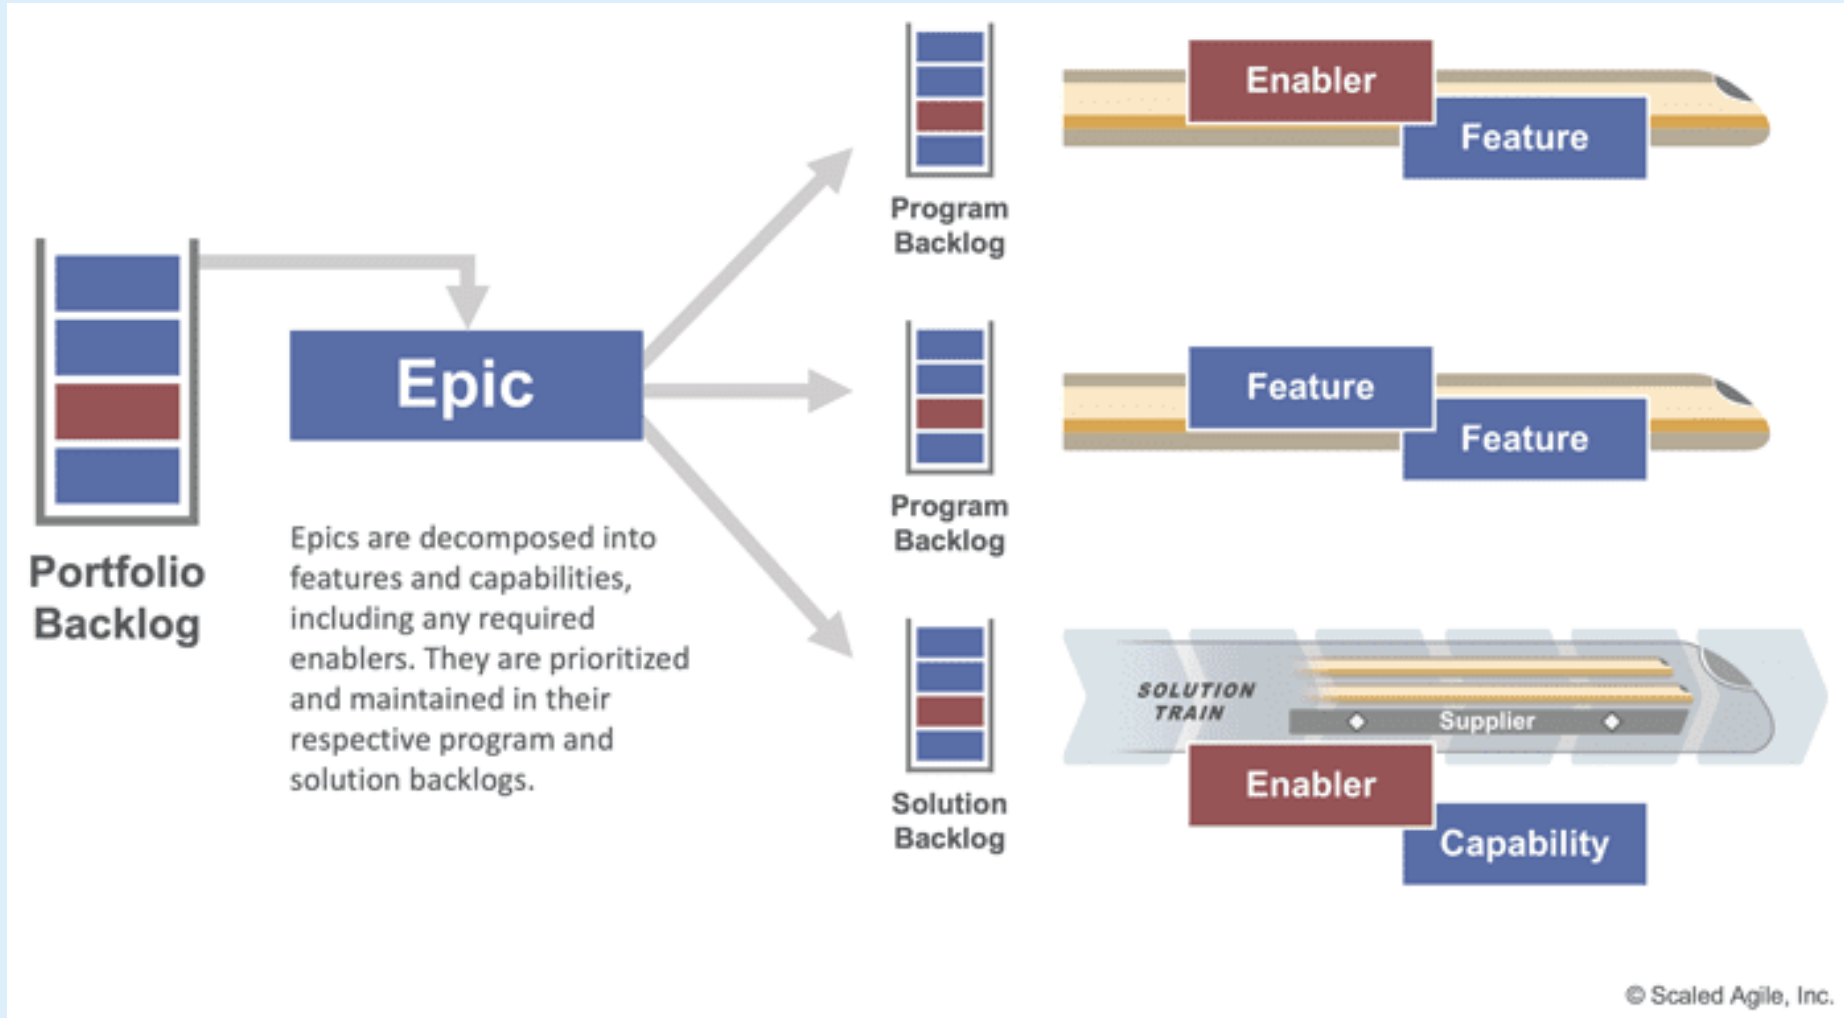 Portfolio
Backlog
Epic
Epics are decomposed into
features and capabilities,
including any required
enablers. They are prioritized
and maintained in their
respective program and
solution backlogs.
Program
Backlog
Enabler
Feature
Program
Backlog
Feature
Feature
Solution
Backlog
SOLUTION
TRAIN
Supplier
Enabler
Capability
© Scaled Agile, Inc.